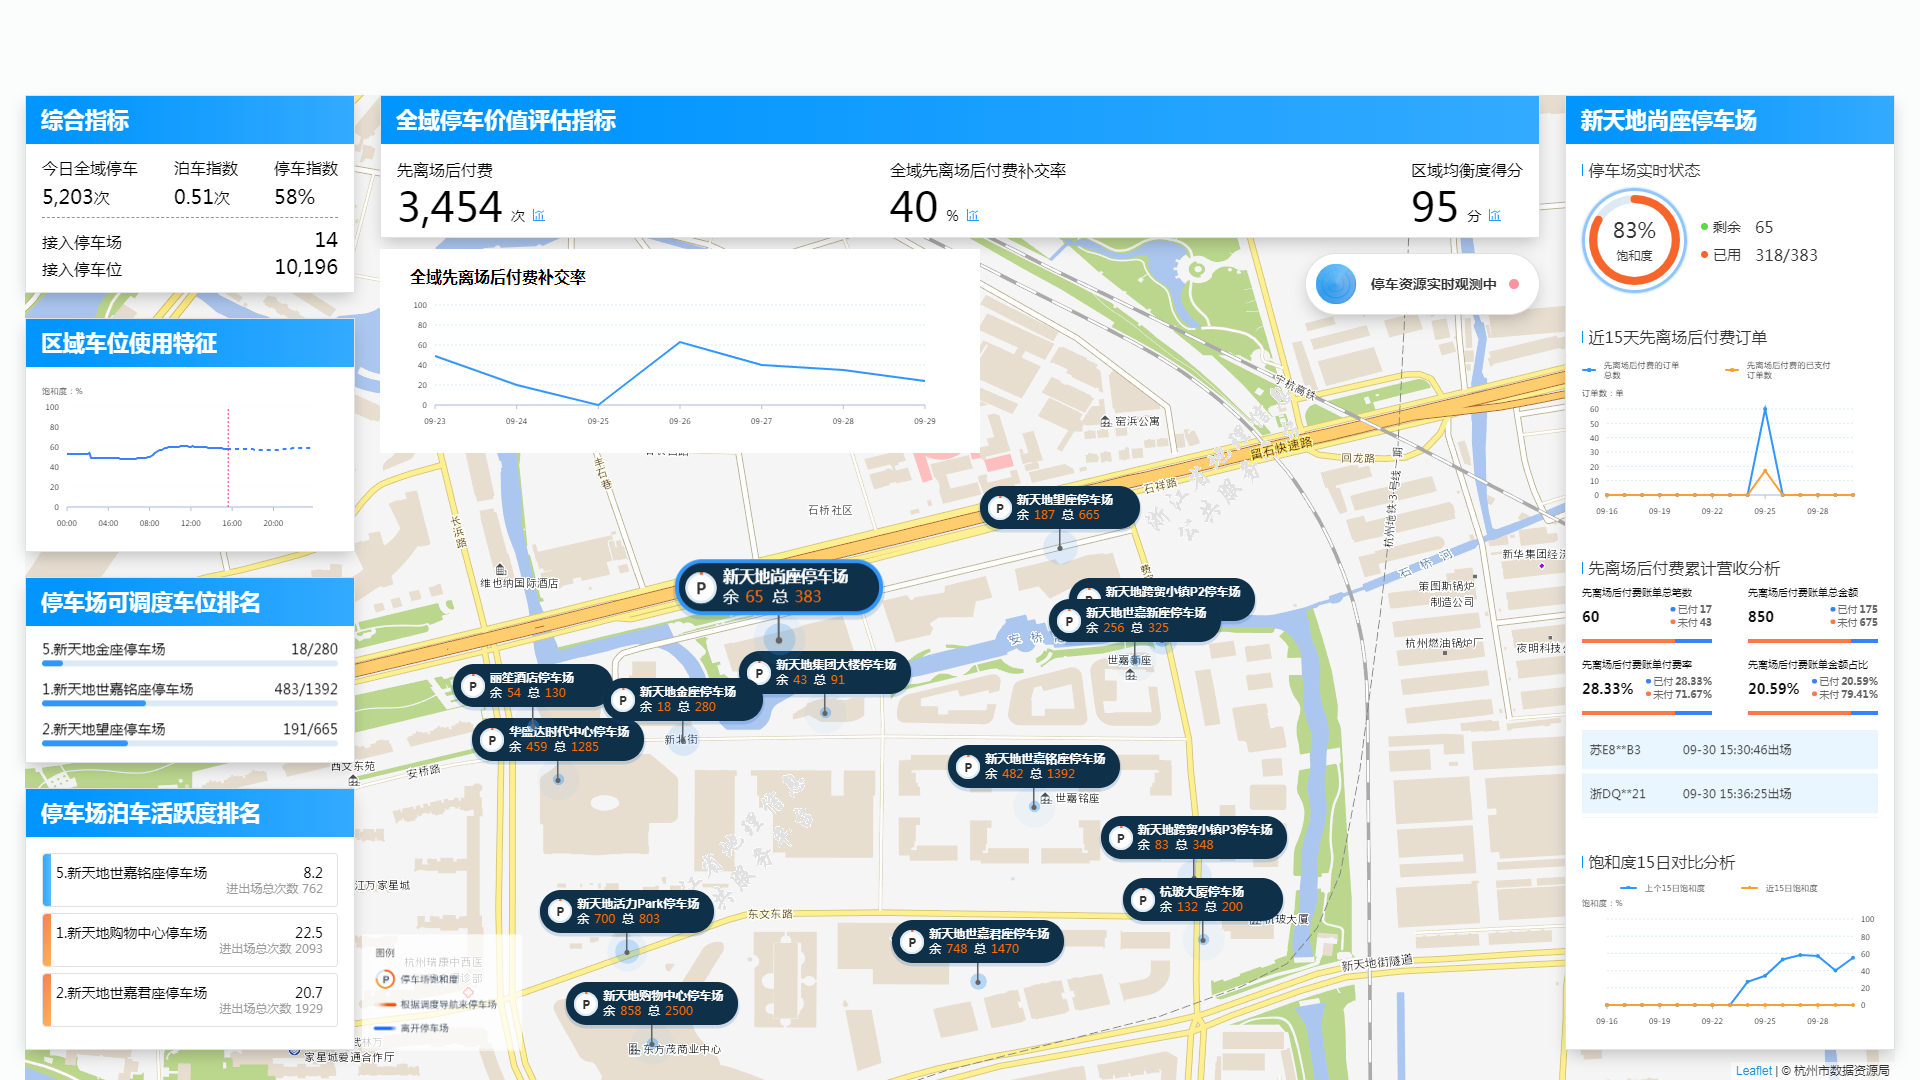 综合指标
今日全域停车 泊车指数 停车指数
5,203次 0.51次 58%
接入停车场 14
接入停车位 10,196
区域车位使用特征
饱和度：%
100
80
60
40
20
0
00:00 04:00 08:00 12:00 16:00 20:00
停车场可调度车位排名
5.新天地金座停车场 18/280
1.新天地世嘉铭座停车场 483/1392
2.新天地望座停车场 191/665
停车场泊车活跃度排名
5.新天地世嘉铭座停车场 8.2
进出场总次数 762
1.新天地购物中心停车场 22.5
进出场总次数 2093
2.新天地世嘉君座停车场 20.7
进出场总次数 1929
全域停车价值评估指标
先离场后付费 全域先离场后付费补交率 区域均衡度得分
3,454 次 40 % 95 分
全域先离场后付费补交率
100
80
60
40
20
0
09-23 09-24 09-25 09-26 09-27 09-28 09-29
停车资源实时观测中
宁杭高铁
窑浜公寓
留石快速路
回龙路
石祥路
丰石巷
石桥社区
长浜路
杭州地铁3号线一期
新华集团经济
石桥河
策图斯锅炉
制造公司
杭州燃油锅炉厂
夜明科技
维也纳国际酒店
新天地望座停车场
余 187 总 665
新天地尚座停车场
余 65 总 383
新天地跨贸小镇P2停车场
新天地世嘉新座停车场
余 256 总 325
安桥
世嘉新座
新天地集团大楼停车场
余 43 总 91
丽笙酒店停车场
余 54 总 130
新天地金座停车场
余 18 总 280
华盛达时代中心停车场
余 459 总 1285
新北街
西文东苑
安桥路
新天地世嘉铭座停车场
余 482 总 1392
世嘉铭座
新天地跨贸小镇P3停车场
余 83 总 348
杭玻大厦停车场
余 132 总 200
杭玻大厦
江万家星城
新天地活力Park停车场
余 700 总 803
东文东路
新天地世嘉君座停车场
余 748 总 1470
新天地街隧道
新天地购物中心停车场
余 858 总 2500
东方茂商业中心
图例
杭州瑞康中西医
停车场饱和度
根据调度导航来停车场
离开停车场
家星城爱通合作厅
新天地尚座停车场
停车场实时状态
83%
饱和度
剩余 65
已用 318/383
近15天先离场后付费订单
先离场后付费的订单 先离场后付费的已支付
总数 订单数
订单数：单
60
50
40
30
20
10
0
09-16 09-19 09-22 09-25 09-28
先离场后付费累计营收分析
先离场后付费账单总笔数 先离场后付费账单总金额
60 已付 17 未付 43 850 已付 175 未付 675
先离场后付费账单付费率 先离场后付费账单金额占比
28.33% 已付 28.33% 未付 71.67% 20.59% 已付 20.59% 未付 79.41%
苏E8**B3 09-30 15:30:46出场
浙DQ**21 09-30 15:36:25出场
饱和度15日对比分析
上个15日饱和度 近15日饱和度
饱和度：%
100
80
60
40
20
0
09-16 09-19 09-22 09-25 09-28
Leaflet | © 杭州市数据资源局